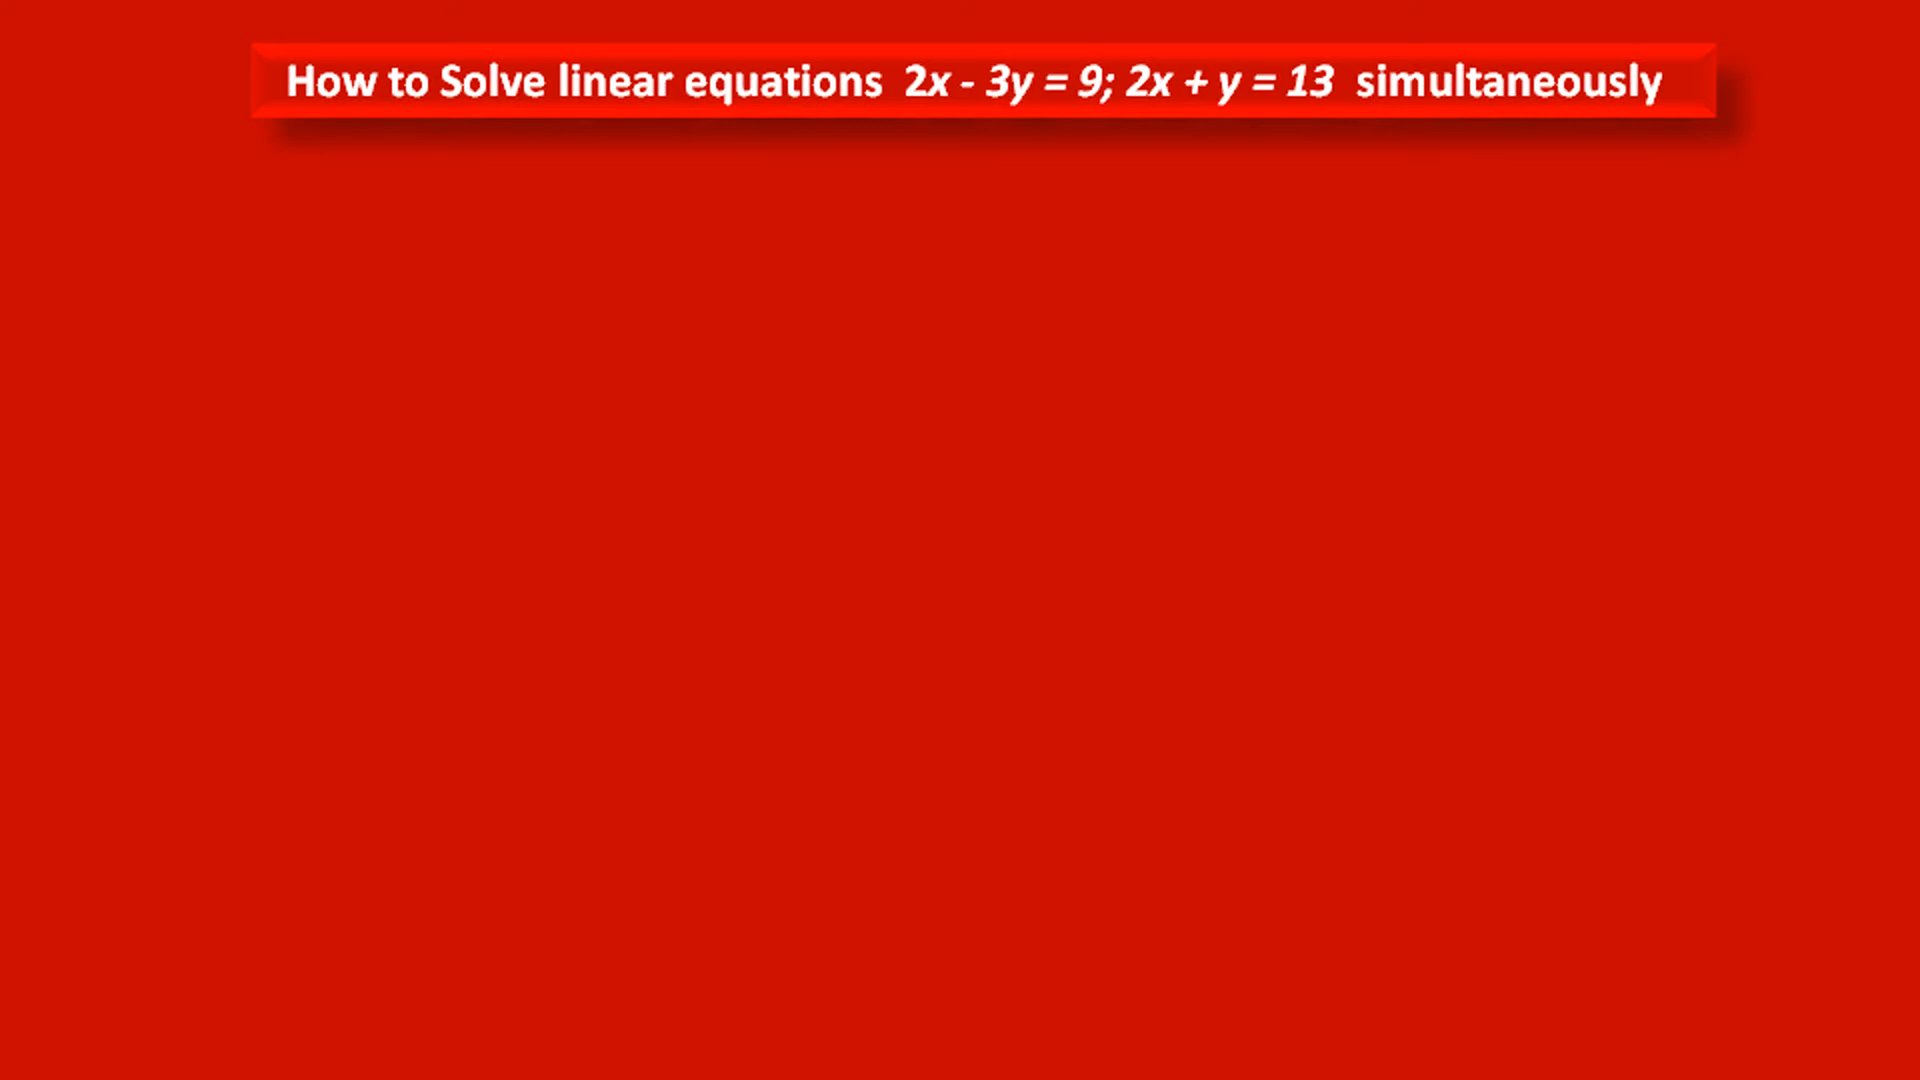 How to Solve linear equations 2x - 3y = 9; 2x + y = 13 simultaneously